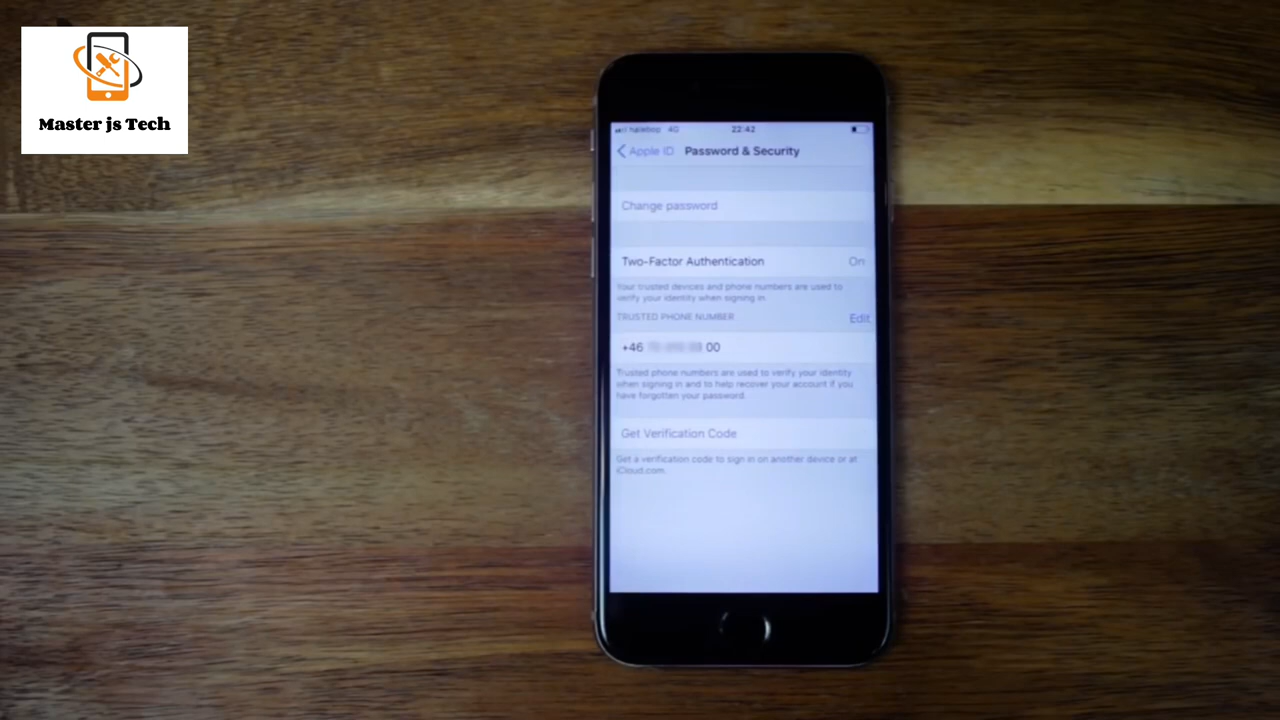 Master js Tech
halebop 4G 22:42
Apple ID Password & Security
Change password
Two-Factor Authentication On
Your trusted devices and phone numbers are used to
verify your identity when signing in
TRUSTED PHONE NUMBER Edit
+46 00
Trusted phone numbers are used to verify your identity
when signing in and to help recover your account if you
have forgotten your password.
Get Verification Code
Get a verification code to sign in on another device or at
iCloud.com.